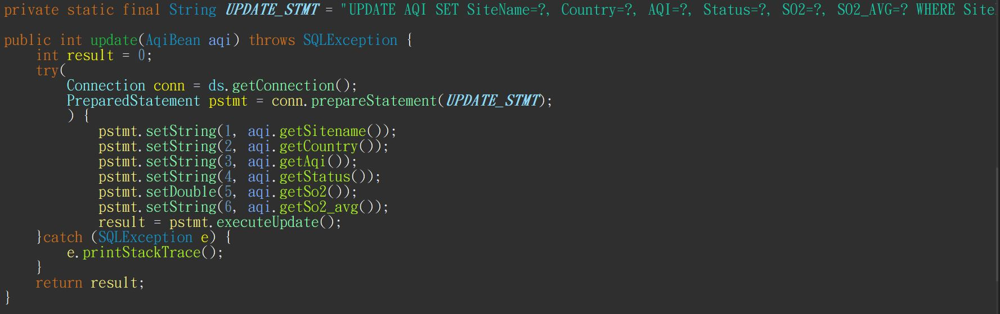 private static final String UPDATE_STMT = "UPDATE AQI SET SiteName=?, Country=?, AQI=?, Status=?, SO2=?, SO2_AVG=? WHERE Site
public int update(AqiBean aqi) throws SQLException {
int result = 0;
try(
Connection conn = ds.getConnection();
PreparedStatement pstmt = conn.prepareStatement(UPDATE_STMT);
) {
pstmt.setString(1, aqi.getSitename());
pstmt.setString(2, aqi.getCountry());
pstmt.setString(3, aqi.getAqi());
pstmt.setString(4, aqi.getStatus());
pstmt.setDouble(5, aqi.getSo2());
pstmt.setString(6, aqi.getSo2_avg());
result = pstmt.executeUpdate();
}catch (SQLException e) {
e.printStackTrace();
}
return result;
}